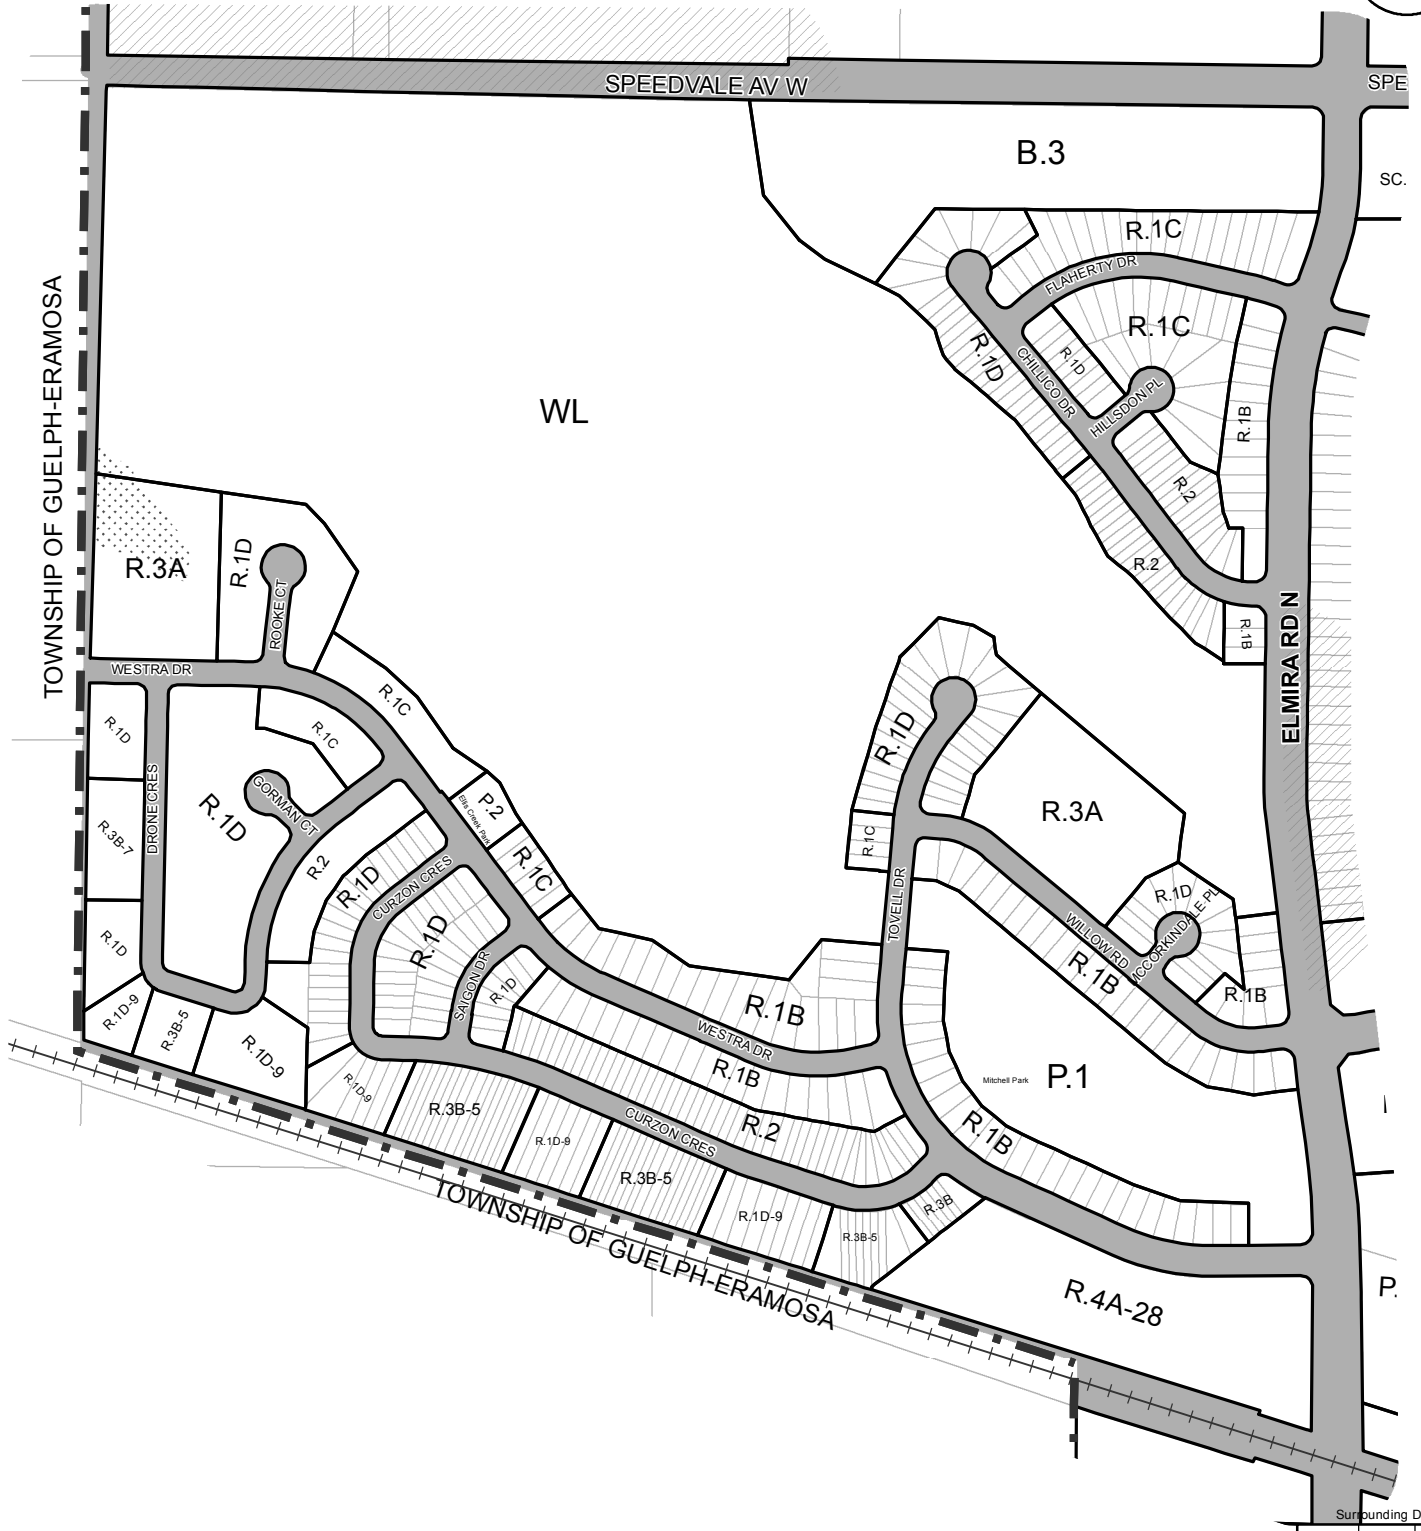 SPEEDVALE AV W
SPE
B.3
SC.
R.1C
FLAHERTY DR
R.1C
R.1D
CHILLICO DR
R.1D
HILLSDON PL
R.1B
R.2
R.2
R.1B
ELMIRA RD N
TOWNSHIP OF GUELPH-ERAMOSA
WL
R.3A
R.1D
ROOKE CT
WESTRA DR
R.1C
R.1C
R.1D
R.3B-7
R.1D
DRONE CRES
R.1D
GORMAN CT
R.2
P.2
Ellis Creek Park
R.1C
R.1D
CURZON CRES
R.1D
SAIGON DR
R.1D
R.1D-9
R.3B-5
R.1D-9
R.1D-9
R.3B-5
R.1D-9
R.3B-5
R.1D-9
R.3B-5
R.3B
CURZON CRES
R.2
R.1B
WESTRA DR
R.1B
R.1D
R.1C
TOVELL DR
R.3A
R.1D
MCCORKINDALE PL
WILLOW RD
R.1B
R.1B
Mitchell Park
P.1
R.1B
R.4A-28
P.
TOWNSHIP OF GUELPH-ERAMOSA
Surrounding D